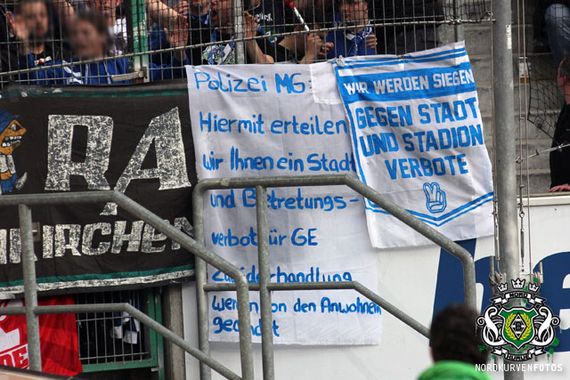 Polizei MG
Hiermit erteilen
wir Ihnen ein Stadt
und Betretungs-
verbot für GE
Zuwiderhandlung
werden von den Anwohnern
geahndet
WIR WERDEN SIEGEN
GEGEN STADT
UND STADION
VERBOTE
RA
KIRCHEN
NORDKURVENFOTOS